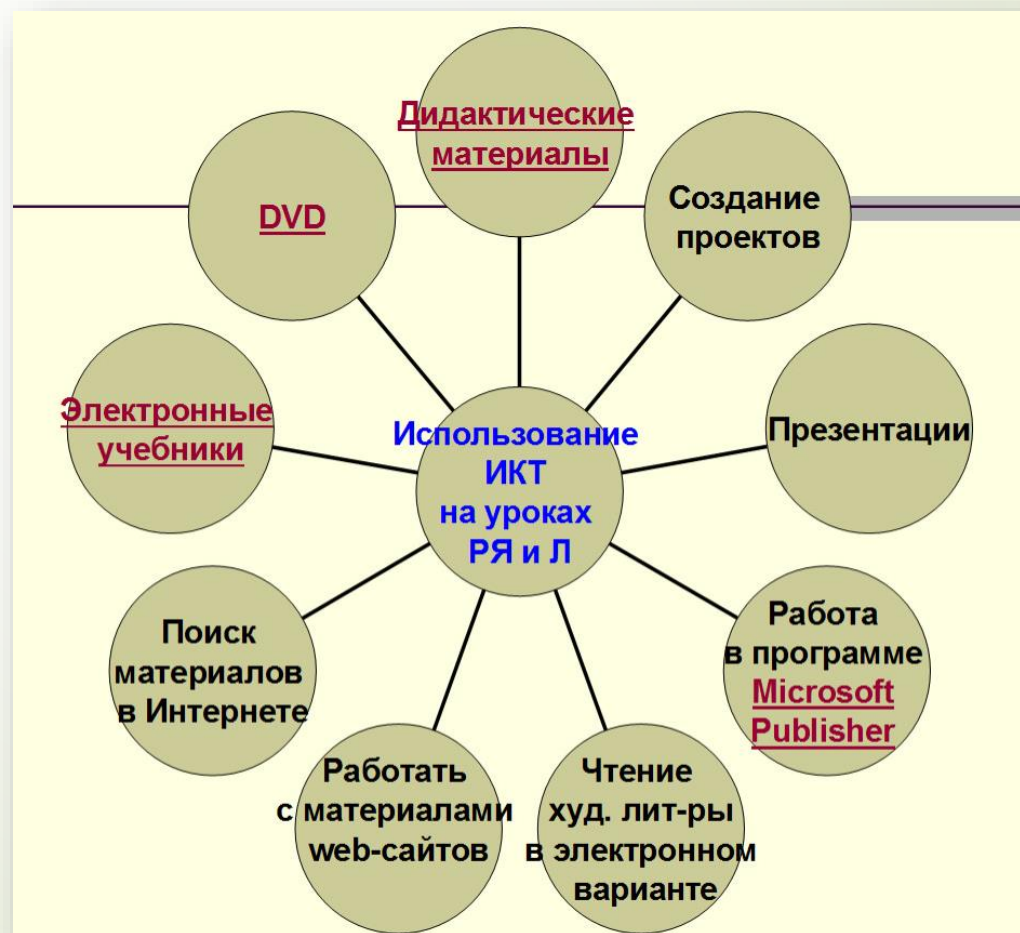 Дидактические
материалы
DVD
Создание
проектов
Электронные
учебники
Использование
ИКТ
на уроках
РЯ и Л
Презентации
Поиск
материалов
в Интернете
Работа
в программе
Microsoft
Publisher
Работать
с материалами
web-сайтов
Чтение
худ. лит-ры
в электронном
варианте